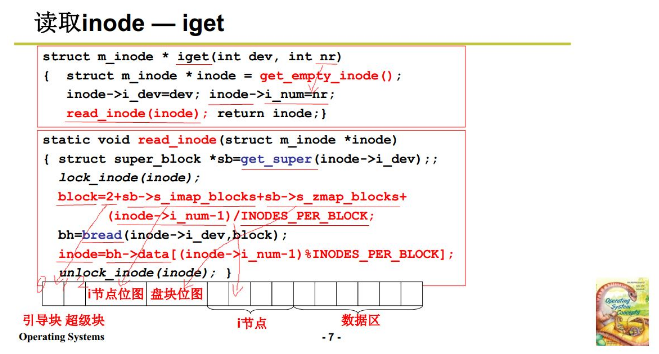 读取inode — iget
struct m_inode * iget(int dev, int nr)
{ struct m_inode * inode = get_empty_inode();
inode->i_dev=dev; inode->i_num=nr;
read_inode(inode); return inode;}
static void read_inode(struct m_inode *inode)
{ struct super_block *sb=get_super(inode->i_dev);;
lock_inode(inode);
block=2+sb->s_imap_blocks+sb->s_zmap_blocks+
(inode->i_num-1)/INODES_PER_BLOCK;
bh=bread(inode->i_dev,block);
inode=bh->data[(inode->i_num-1)%INODES_PER_BLOCK];
unlock_inode(inode); }
i节点位图 盘块位图
引导块 超级块 i节点 数据区
Operating Systems - 7 -
Operating
System
Concepts